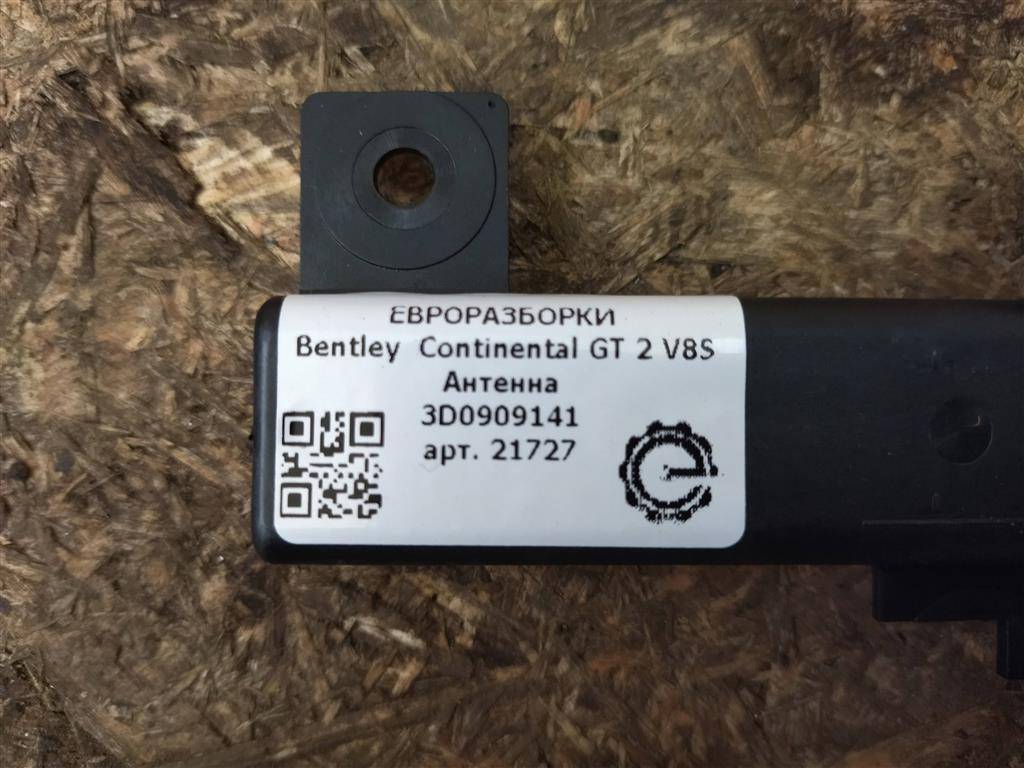 ЕВРОРАЗБОРКИ
Bentley Continental GT 2 V8S
Антенна
3D0909141
арт. 21727